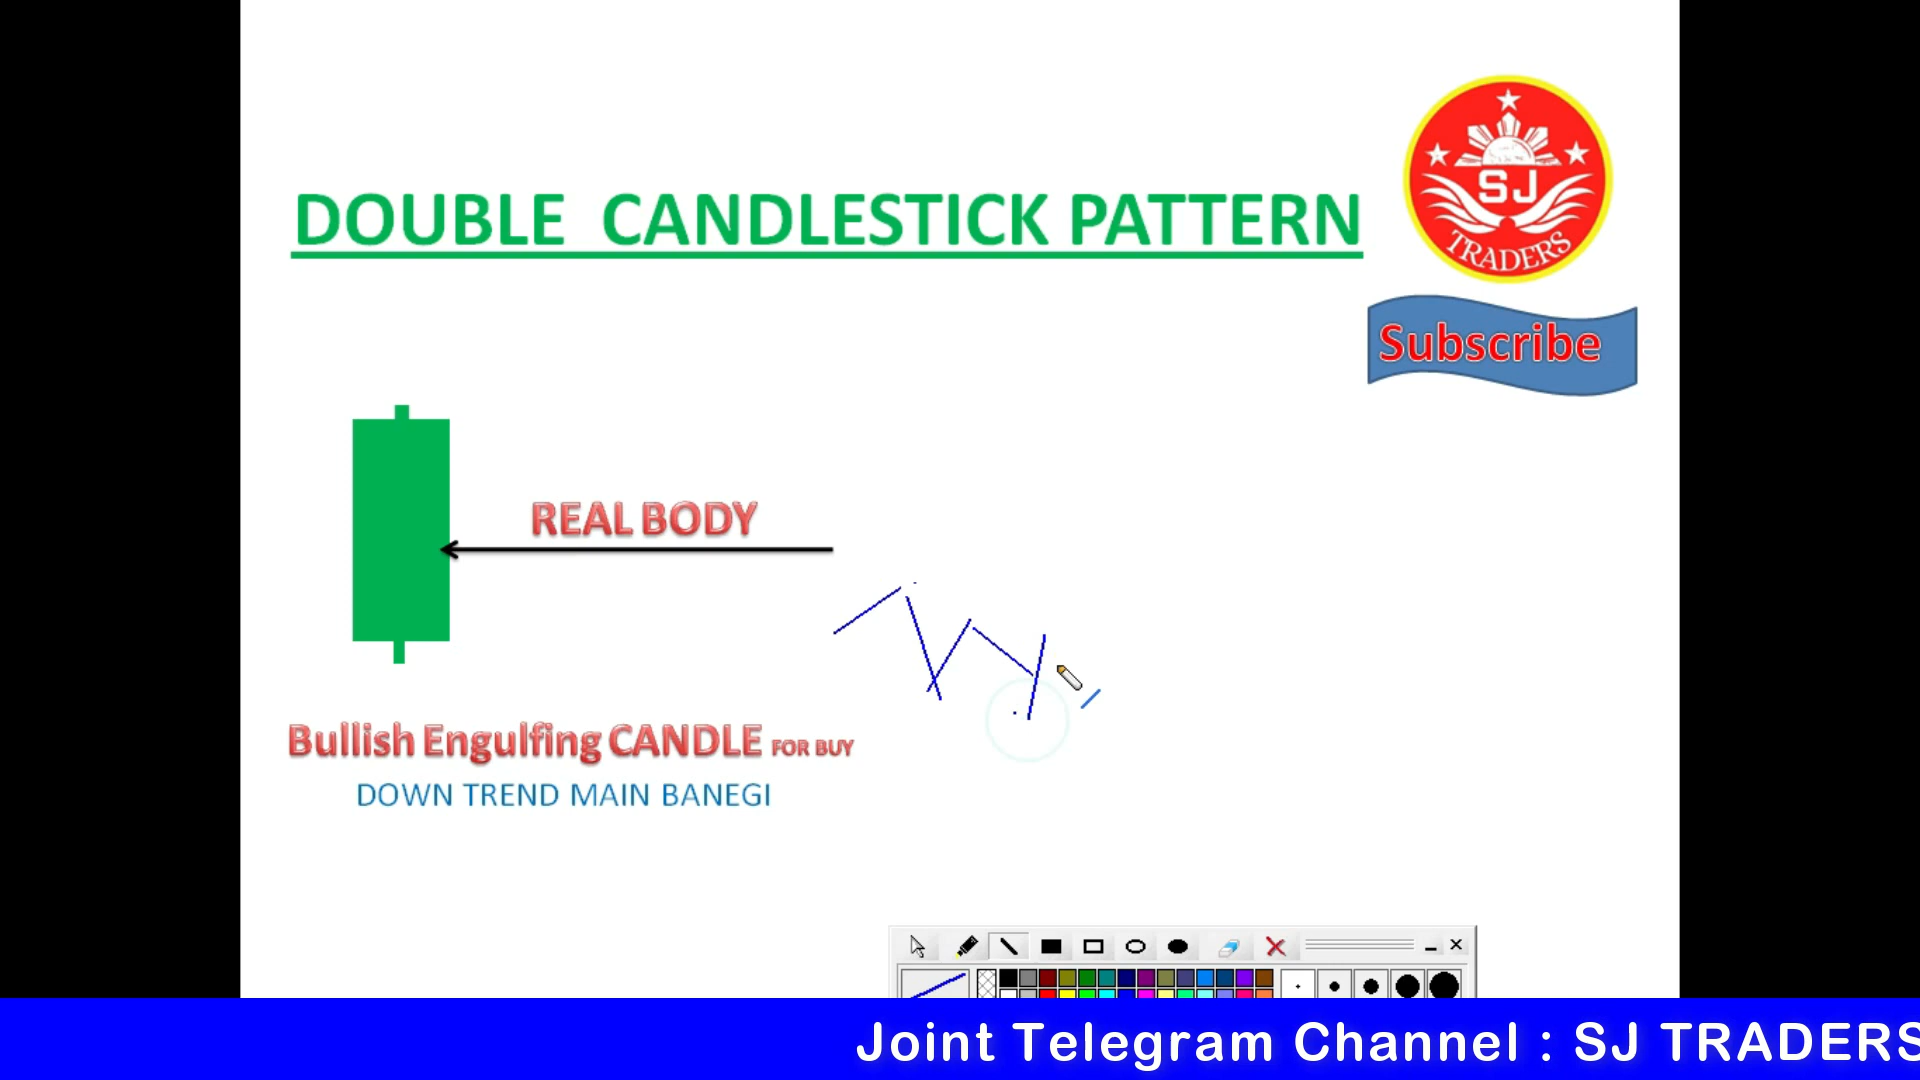 DOUBLE CANDLESTICK PATTERN
SJ
TRADERS
Subscribe
REAL BODY
Bullish Engulfing CANDLE FOR BUY
DOWN TREND MAIN BANEGI
Joint Telegram Channel : SJ TRADERS